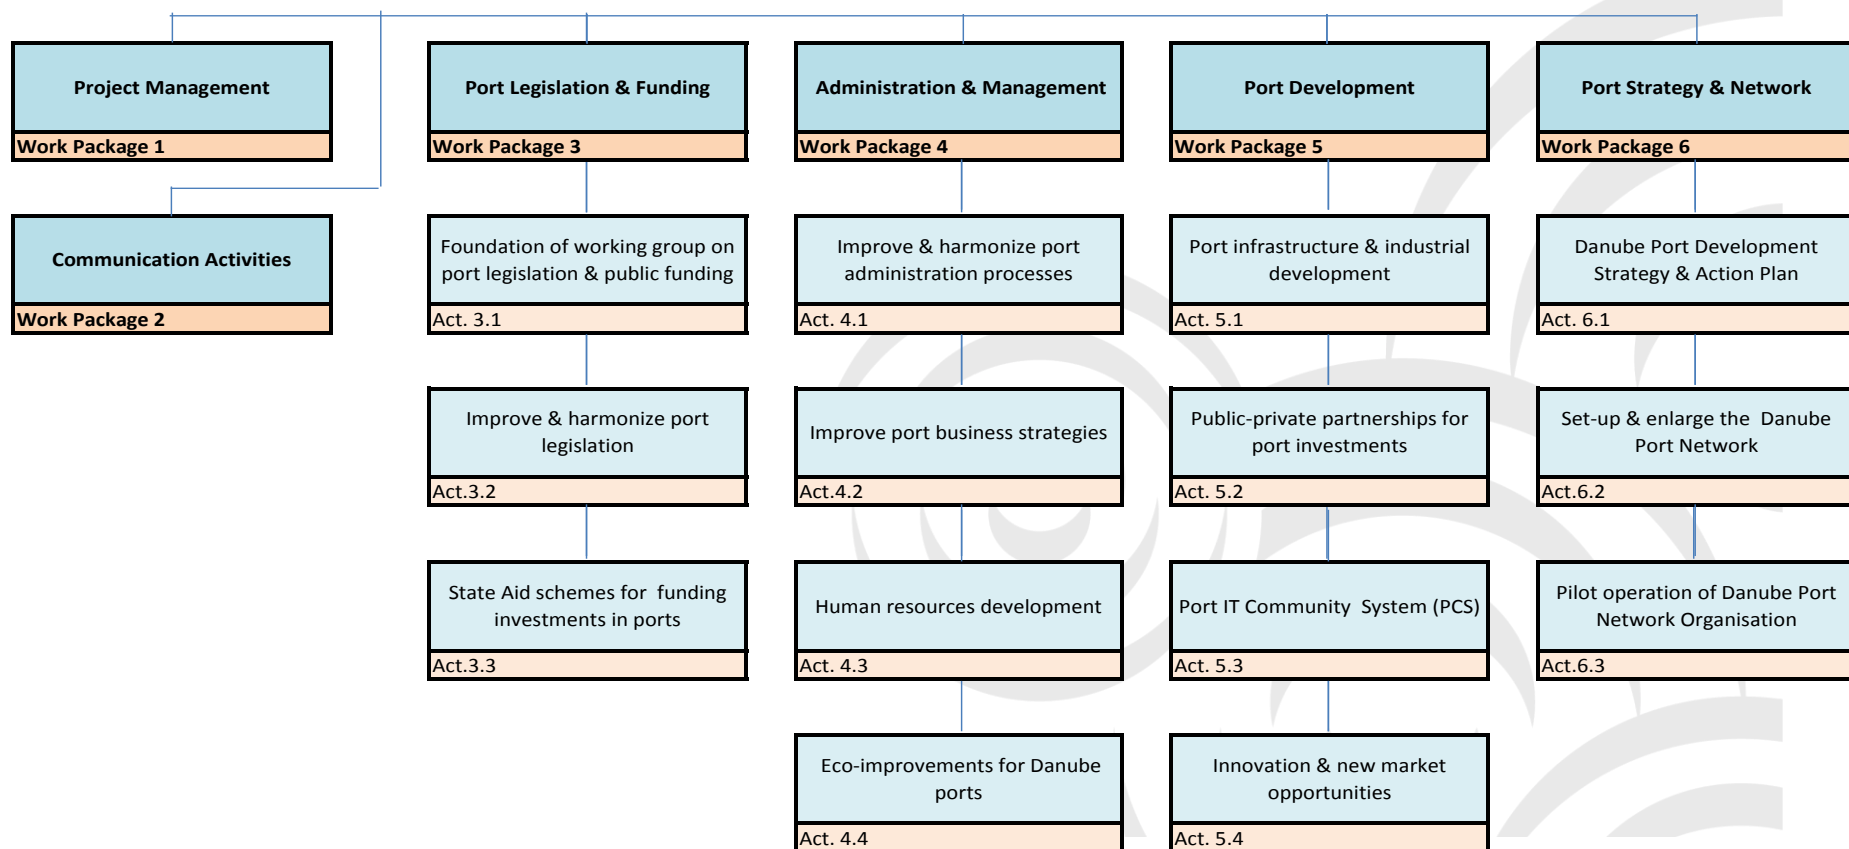 Project Management
Work Package 1
Communication Activities
Work Package 2
Port Legislation & Funding
Work Package 3
Foundation of working group on
port legislation & public funding
Act. 3.1
Improve & harmonize port
legislation
Act.3.2
State Aid schemes for funding
investments in ports
Act.3.3
Administration & Management
Work Package 4
Improve & harmonize port
administration processes
Act. 4.1
Improve port business strategies
Act.4.2
Human resources development
Act. 4.3
Eco-improvements for Danube
ports
Act. 4.4
Port Development
Work Package 5
Port infrastructure & industrial
development
Act. 5.1
Public-private partnerships for
port investments
Act. 5.2
Port IT Community System (PCS)
Act. 5.3
Innovation & new market
opportunities
Act. 5.4
Port Strategy & Network
Work Package 6
Danube Port Development
Strategy & Action Plan
Act. 6.1
Set-up & enlarge the Danube
Port Network
Act.6.2
Pilot operation of Danube Port
Network Organisation
Act.6.3